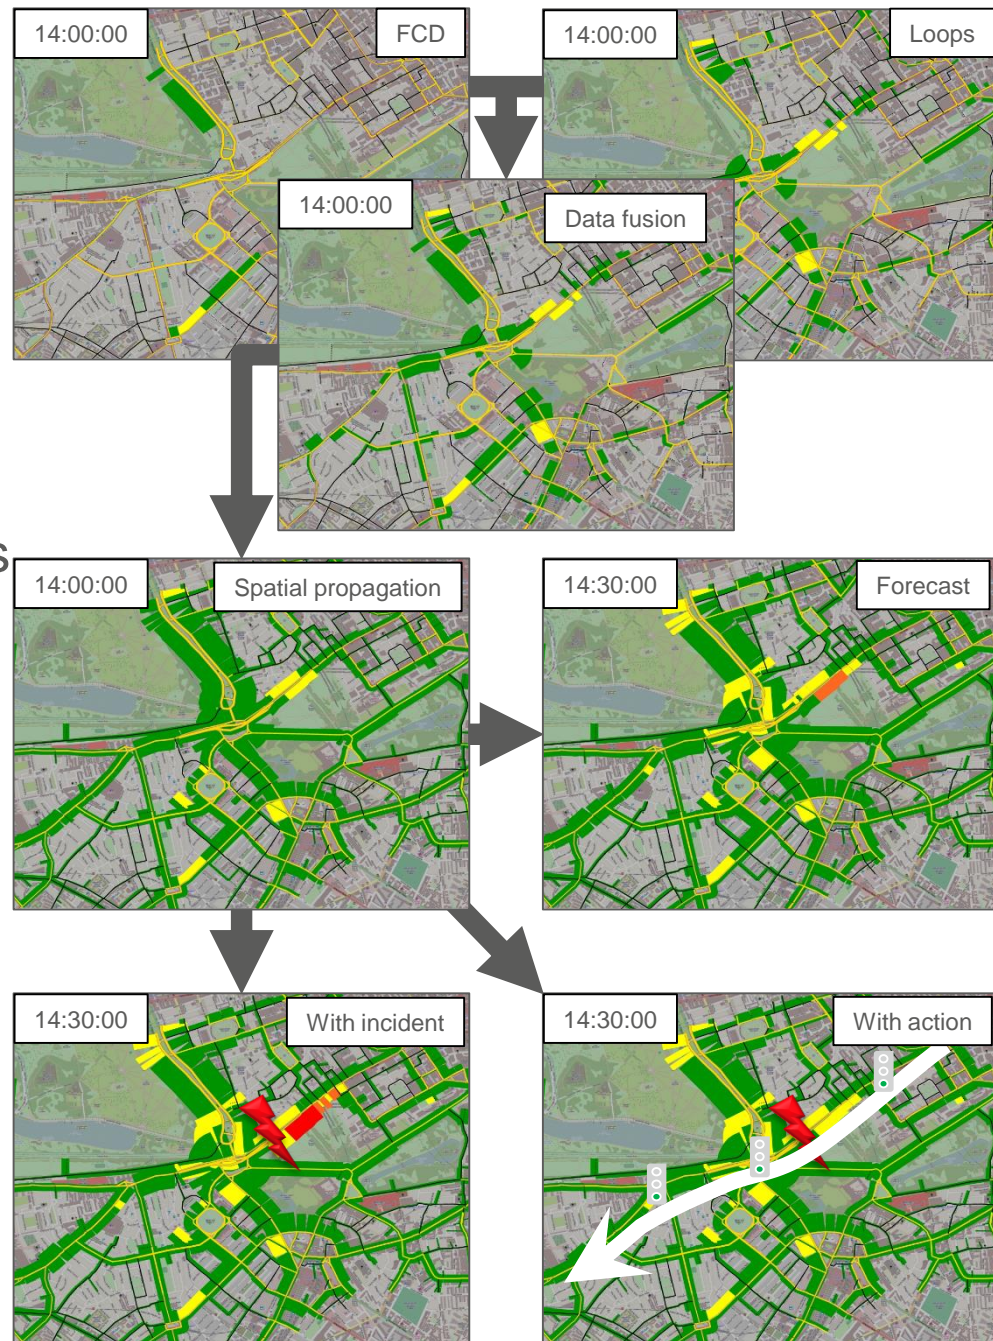 14:00:00
FCD
14:00:00
Loops
14:00:00
Data fusion
s
14:00:00
Spatial propagation
14:30:00
Forecast
14:30:00
With incident
14:30:00
With action